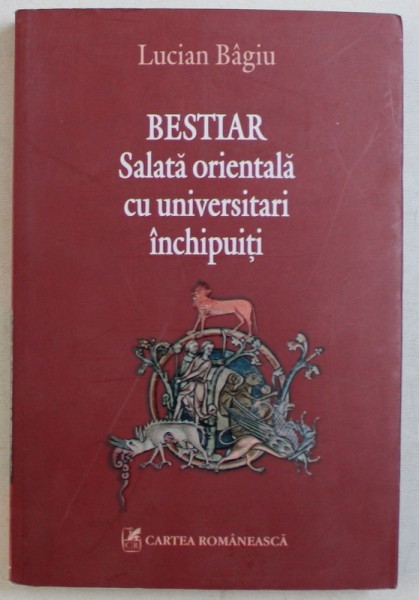 Lucian Bâgiu
BESTIAR
Salată orientală
cu universitari
închipuiți
CARTEA ROMÂNEASCĂ